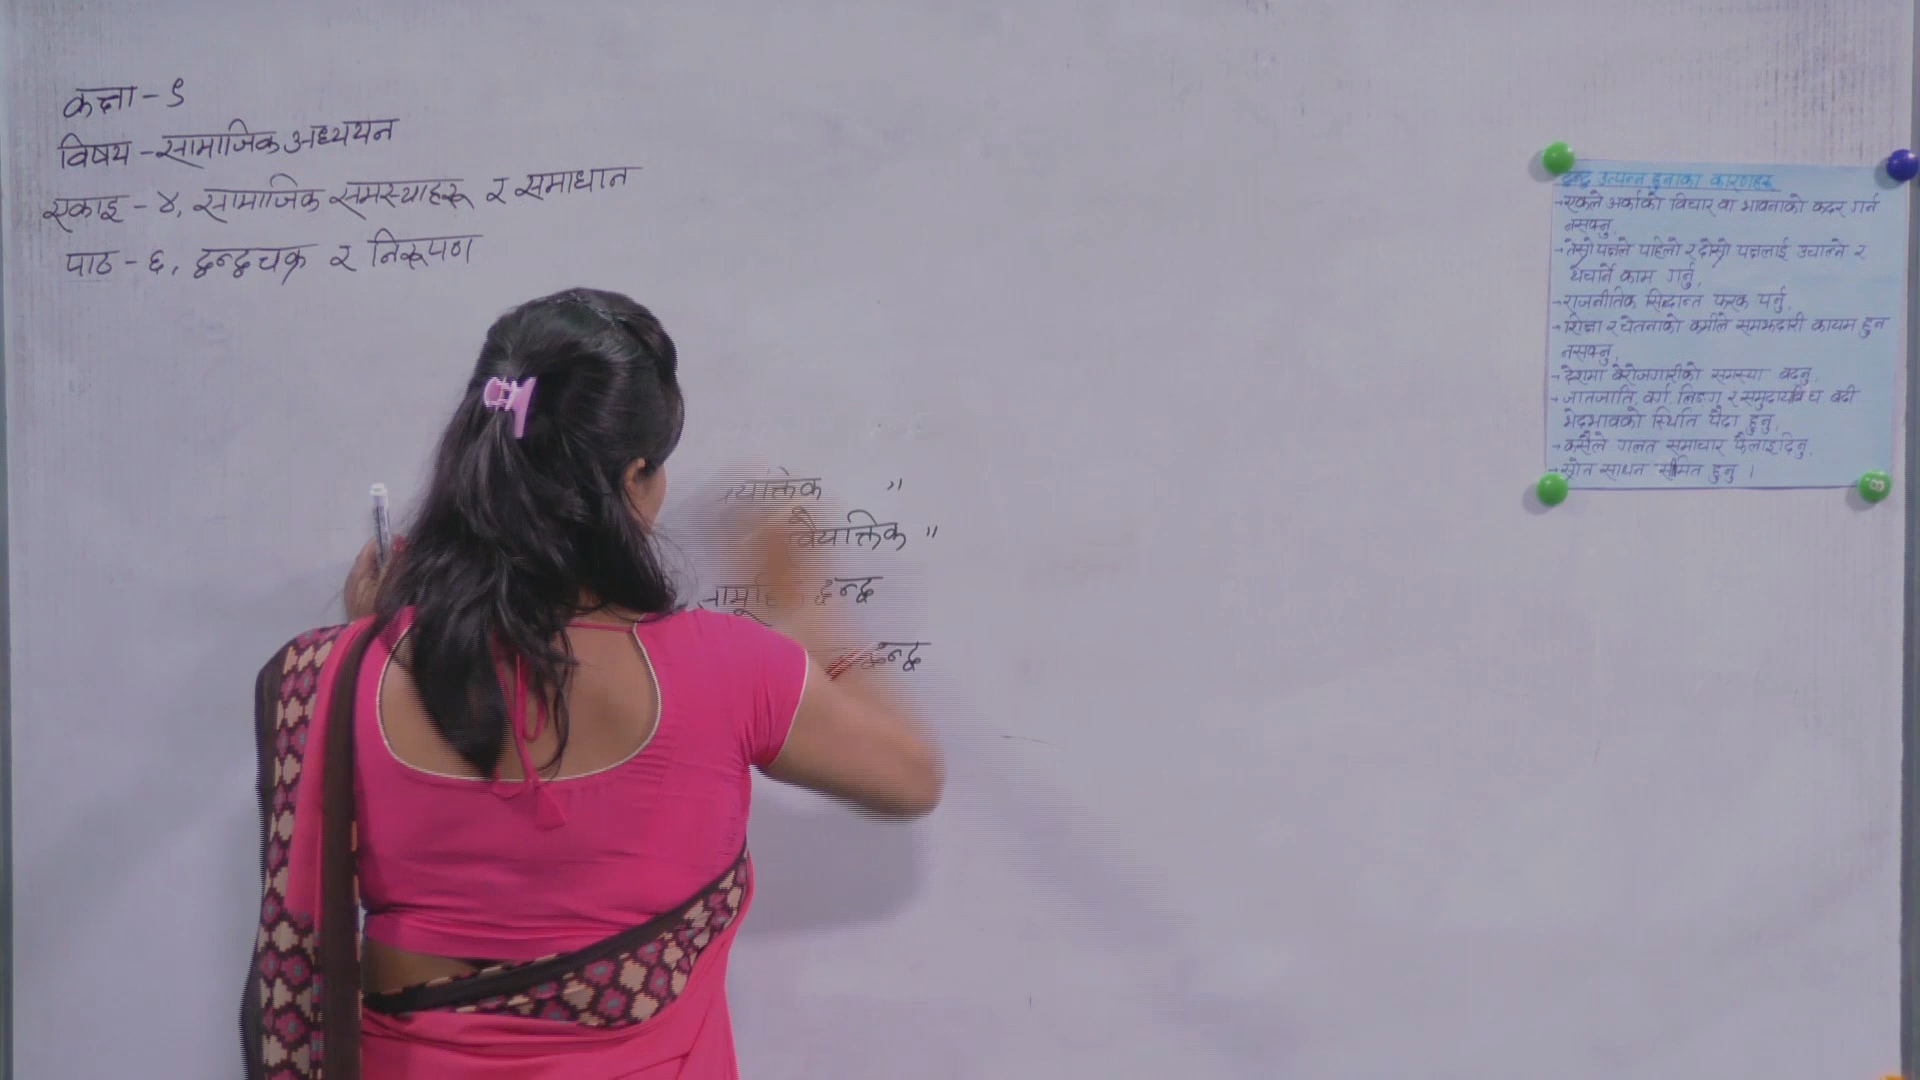 कक्षा - ९
विषय - सामाजिक अध्ययन
एकाइ - ४, सामाजिक समस्याहरू र समाधान
पाठ - ६, द्वन्द्वचक्र र निरूपण
वैयक्तिक "
द्वन्द्व
द्वन्द्व
द्वन्द्व उत्पन्न हुनाका कारणहरू
→ एकले अर्काको विचार वा भावनाको कदर गर्न
नसक्नु,
→ तेस्रो पक्षले पहिलो र दोस्रो पक्षलाई उचाल्ने र
थेचार्ने काम गर्नु,
→ राजनीतिक सिद्धान्त फरक पर्नु,
→ शिक्षा र चेतनाको कमीले समझदारी कायम हुन
नसक्नु,
→ देशमा बेरोजगारीको समस्या बढ्नु
→ जातजाति, वर्ग, लिङ्ग र समुदायबिच बढी
भेदभावको स्थिति पैदा हुनु,
→ कसैले गलत समाचार फैलाइदिनु,
→ स्रोत साधन सीमित हुनु ।